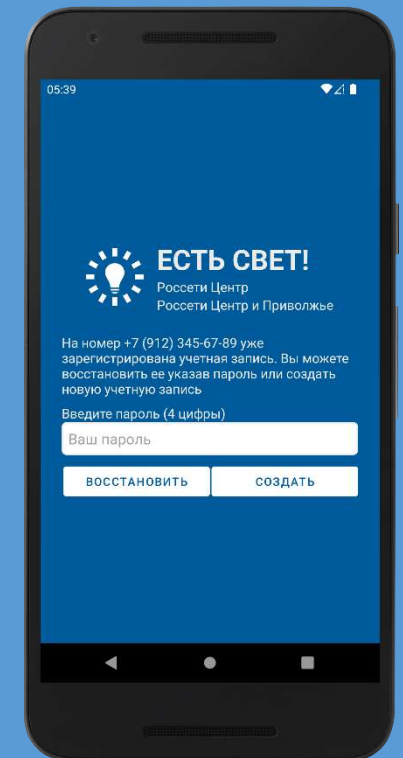 05:39
ЕСТЬ СВЕТ!
Россети Центр
Россети Центр и Приволжье
На номер +7 (912) 345-67-89 уже
зарегистрирована учетная запись. Вы можете
восстановить ее указав пароль или создать
новую учетную запись
Введите пароль (4 цифры)
Ваш пароль
ВОССТАНОВИТЬ СОЗДАТЬ